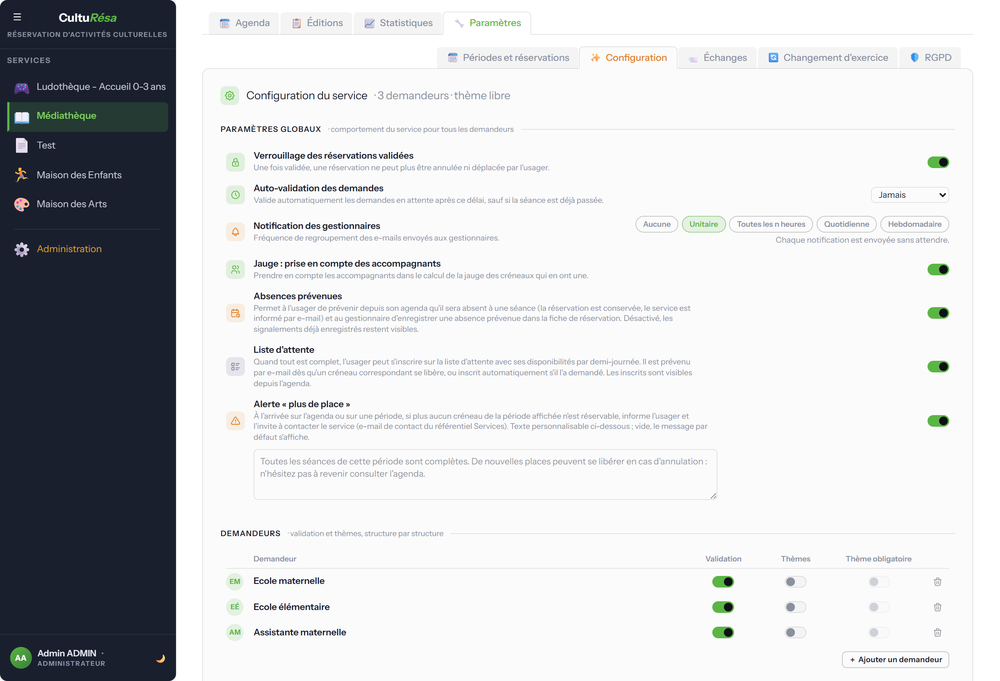 ☰ CultuRésa
RÉSERVATION D'ACTIVITÉS CULTURELLES
SERVICES
Ludothèque - Accueil 0-3 ans
Médiathèque
Test
Maison des Enfants
Maison des Arts
Administration
AA Admin ADMIN
ADMINISTRATEUR
Agenda Éditions Statistiques Paramètres
Périodes et réservations Configuration Échanges Changement d'exercice RGPD
Configuration du service · 3 demandeurs · thème libre
PARAMÈTRES GLOBAUX · comportement du service pour tous les demandeurs
Verrouillage des réservations validées
Une fois validée, une réservation ne peut plus être annulée ni déplacée par l'usager.
Auto-validation des demandes
Valide automatiquement les demandes en attente après ce délai, sauf si la séance est déjà passée.
Jamais
Notification des gestionnaires
Fréquence de regroupement des e-mails envoyés aux gestionnaires.
Aucune Unitaire Toutes les n heures Quotidienne Hebdomadaire
Chaque notification est envoyée sans attendre.
Jauge : prise en compte des accompagnants
Prendre en compte les accompagnants dans le calcul de la jauge des créneaux qui en ont une.
Absences prévenues
Permet à l'usager de prévenir depuis son agenda qu'il sera absent à une séance (la réservation est conservée, le service est
informé par e-mail) et au gestionnaire d'enregistrer une absence prévenue dans la fiche de réservation. Désactivé, les
signalements déjà enregistrés restent visibles.
Liste d'attente
Quand tout est complet, l'usager peut s'inscrire sur la liste d'attente avec ses disponibilités par demi-journée. Il est prévenu
par e-mail dès qu'un créneau correspondant se libère, ou inscrit automatiquement s'il l'a demandé. Les inscrits sont visibles
depuis l'agenda.
Alerte « plus de place »
À l'arrivée sur l'agenda ou sur une période, si plus aucun créneau de la période affichée n'est réservable, informe l'usager et
l'invite à contacter le service (e-mail de contact du référentiel Services). Texte personnalisable ci-dessous ; vide, le message par
défaut s'affiche.
Toutes les séances de cette période sont complètes. De nouvelles places peuvent se libérer en cas d'annulation :
n'hésitez pas à revenir consulter l'agenda.
DEMANDEURS · validation et thèmes, structure par structure
Demandeur Validation Thèmes Thème obligatoire
EM Ecole maternelle
EÉ Ecole élémentaire
AM Assistante maternelle
+ Ajouter un demandeur